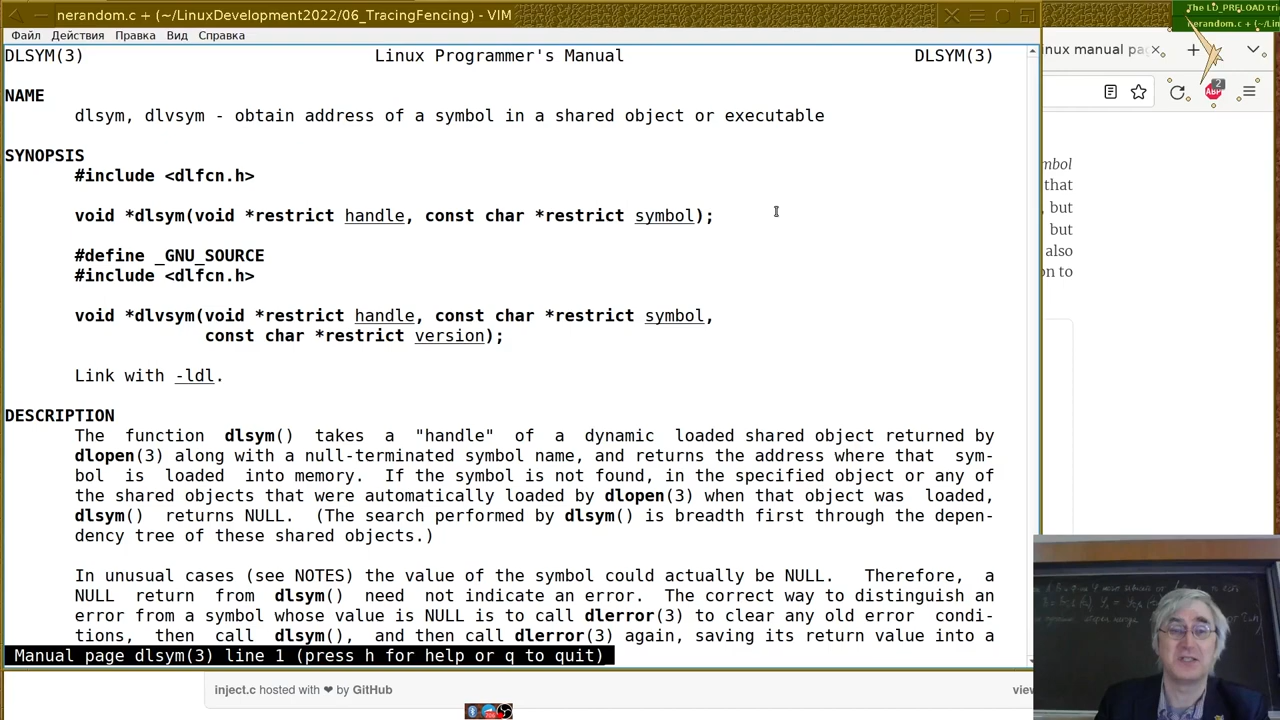 nerandom.c + (~/LinuxDevelopment2022/06_TracingFencing) - VIM
The LD_PRELOAD tri
nerandom.c + (~/Lin
Файл Действия Правка Вид Справка
inux manual pa
DLSYM(3) Linux Programmer's Manual DLSYM(3)
2
ABP
NAME
dlsym, dlvsym - obtain address of a symbol in a shared object or executable
SYNOPSIS
#include <dlfcn.h>
void *dlsym(void *restrict handle, const char *restrict symbol);
#define _GNU_SOURCE
#include <dlfcn.h>
void *dlvsym(void *restrict handle, const char *restrict symbol,
const char *restrict version);
Link with -ldl.
DESCRIPTION
The function dlsym() takes a "handle" of a dynamic loaded shared object returned by
dlopen(3) along with a null-terminated symbol name, and returns the address where that sym-
bol is loaded into memory. If the symbol is not found, in the specified object or any of
the shared objects that were automatically loaded by dlopen(3) when that object was loaded,
dlsym() returns NULL. (The search performed by dlsym() is breadth first through the depen-
dency tree of these shared objects.)
In unusual cases (see NOTES) the value of the symbol could actually be NULL. Therefore, a
NULL return from dlsym() need not indicate an error. The correct way to distinguish an
error from a symbol whose value is NULL is to call dlerror(3) to clear any old error condi-
tions, then call dlsym(), and then call dlerror(3) again, saving its return value into a
Manual page dlsym(3) line 1 (press h for help or q to quit)
mbol
that
, but
but
also
on to
inject.c hosted with ❤ by GitHub
view